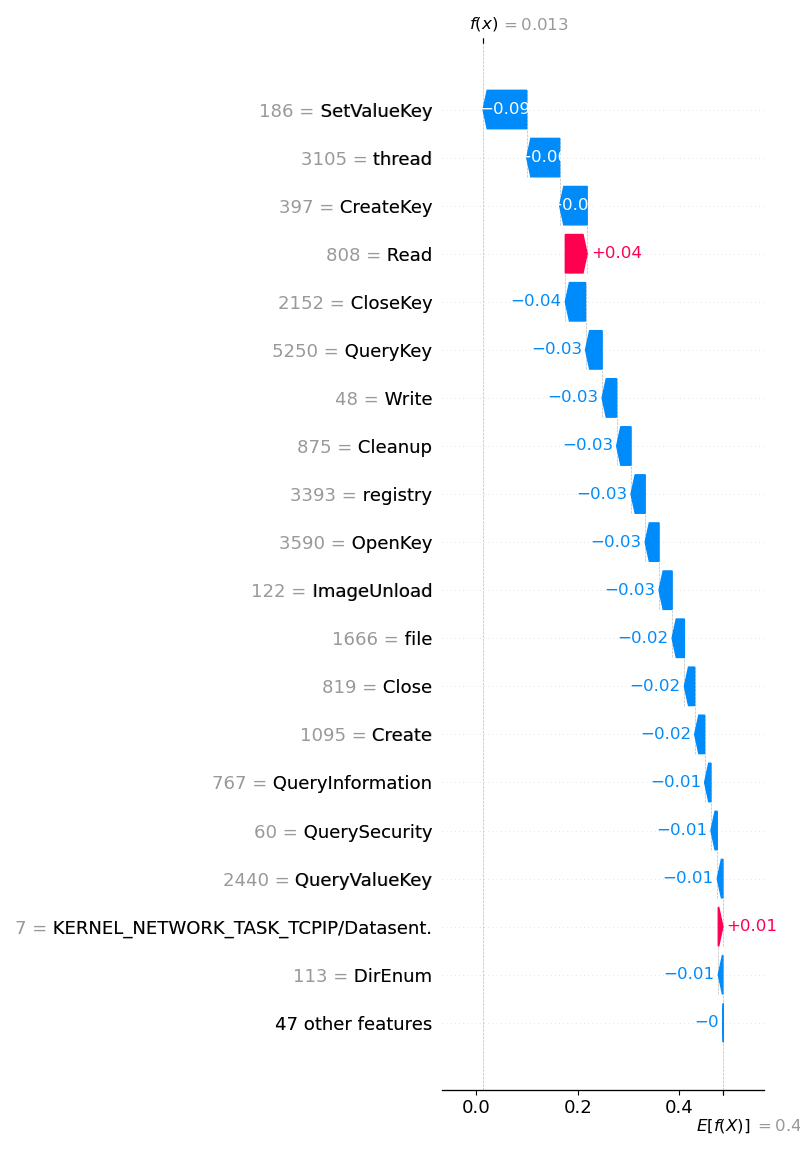 f(x) = 0.013
186 = SetValueKey −0.09
3105 = thread
397 = CreateKey
808 = Read +0.04
2152 = CloseKey −0.04
5250 = QueryKey −0.03
48 = Write −0.03
875 = Cleanup −0.03
3393 = registry −0.03
3590 = OpenKey −0.03
122 = ImageUnload −0.03
1666 = file −0.02
819 = Close −0.02
1095 = Create −0.02
767 = QueryInformation −0.01
60 = QuerySecurity −0.01
2440 = QueryValueKey −0.01
7 = KERNEL_NETWORK_TASK_TCPIP/Datasent. +0.01
113 = DirEnum −0.01
47 other features −0
0.0 0.2 0.4
E[f(X)] = 0.4